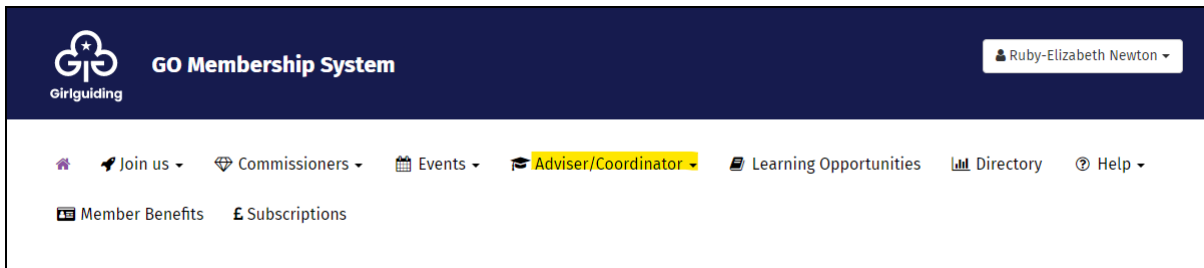 GO Membership System
Ruby-Elizabeth Newton
Girlguiding
Join us
Commissioners
Events
Adviser/Coordinator
Learning Opportunities
Directory
Help
Member Benefits
£ Subscriptions